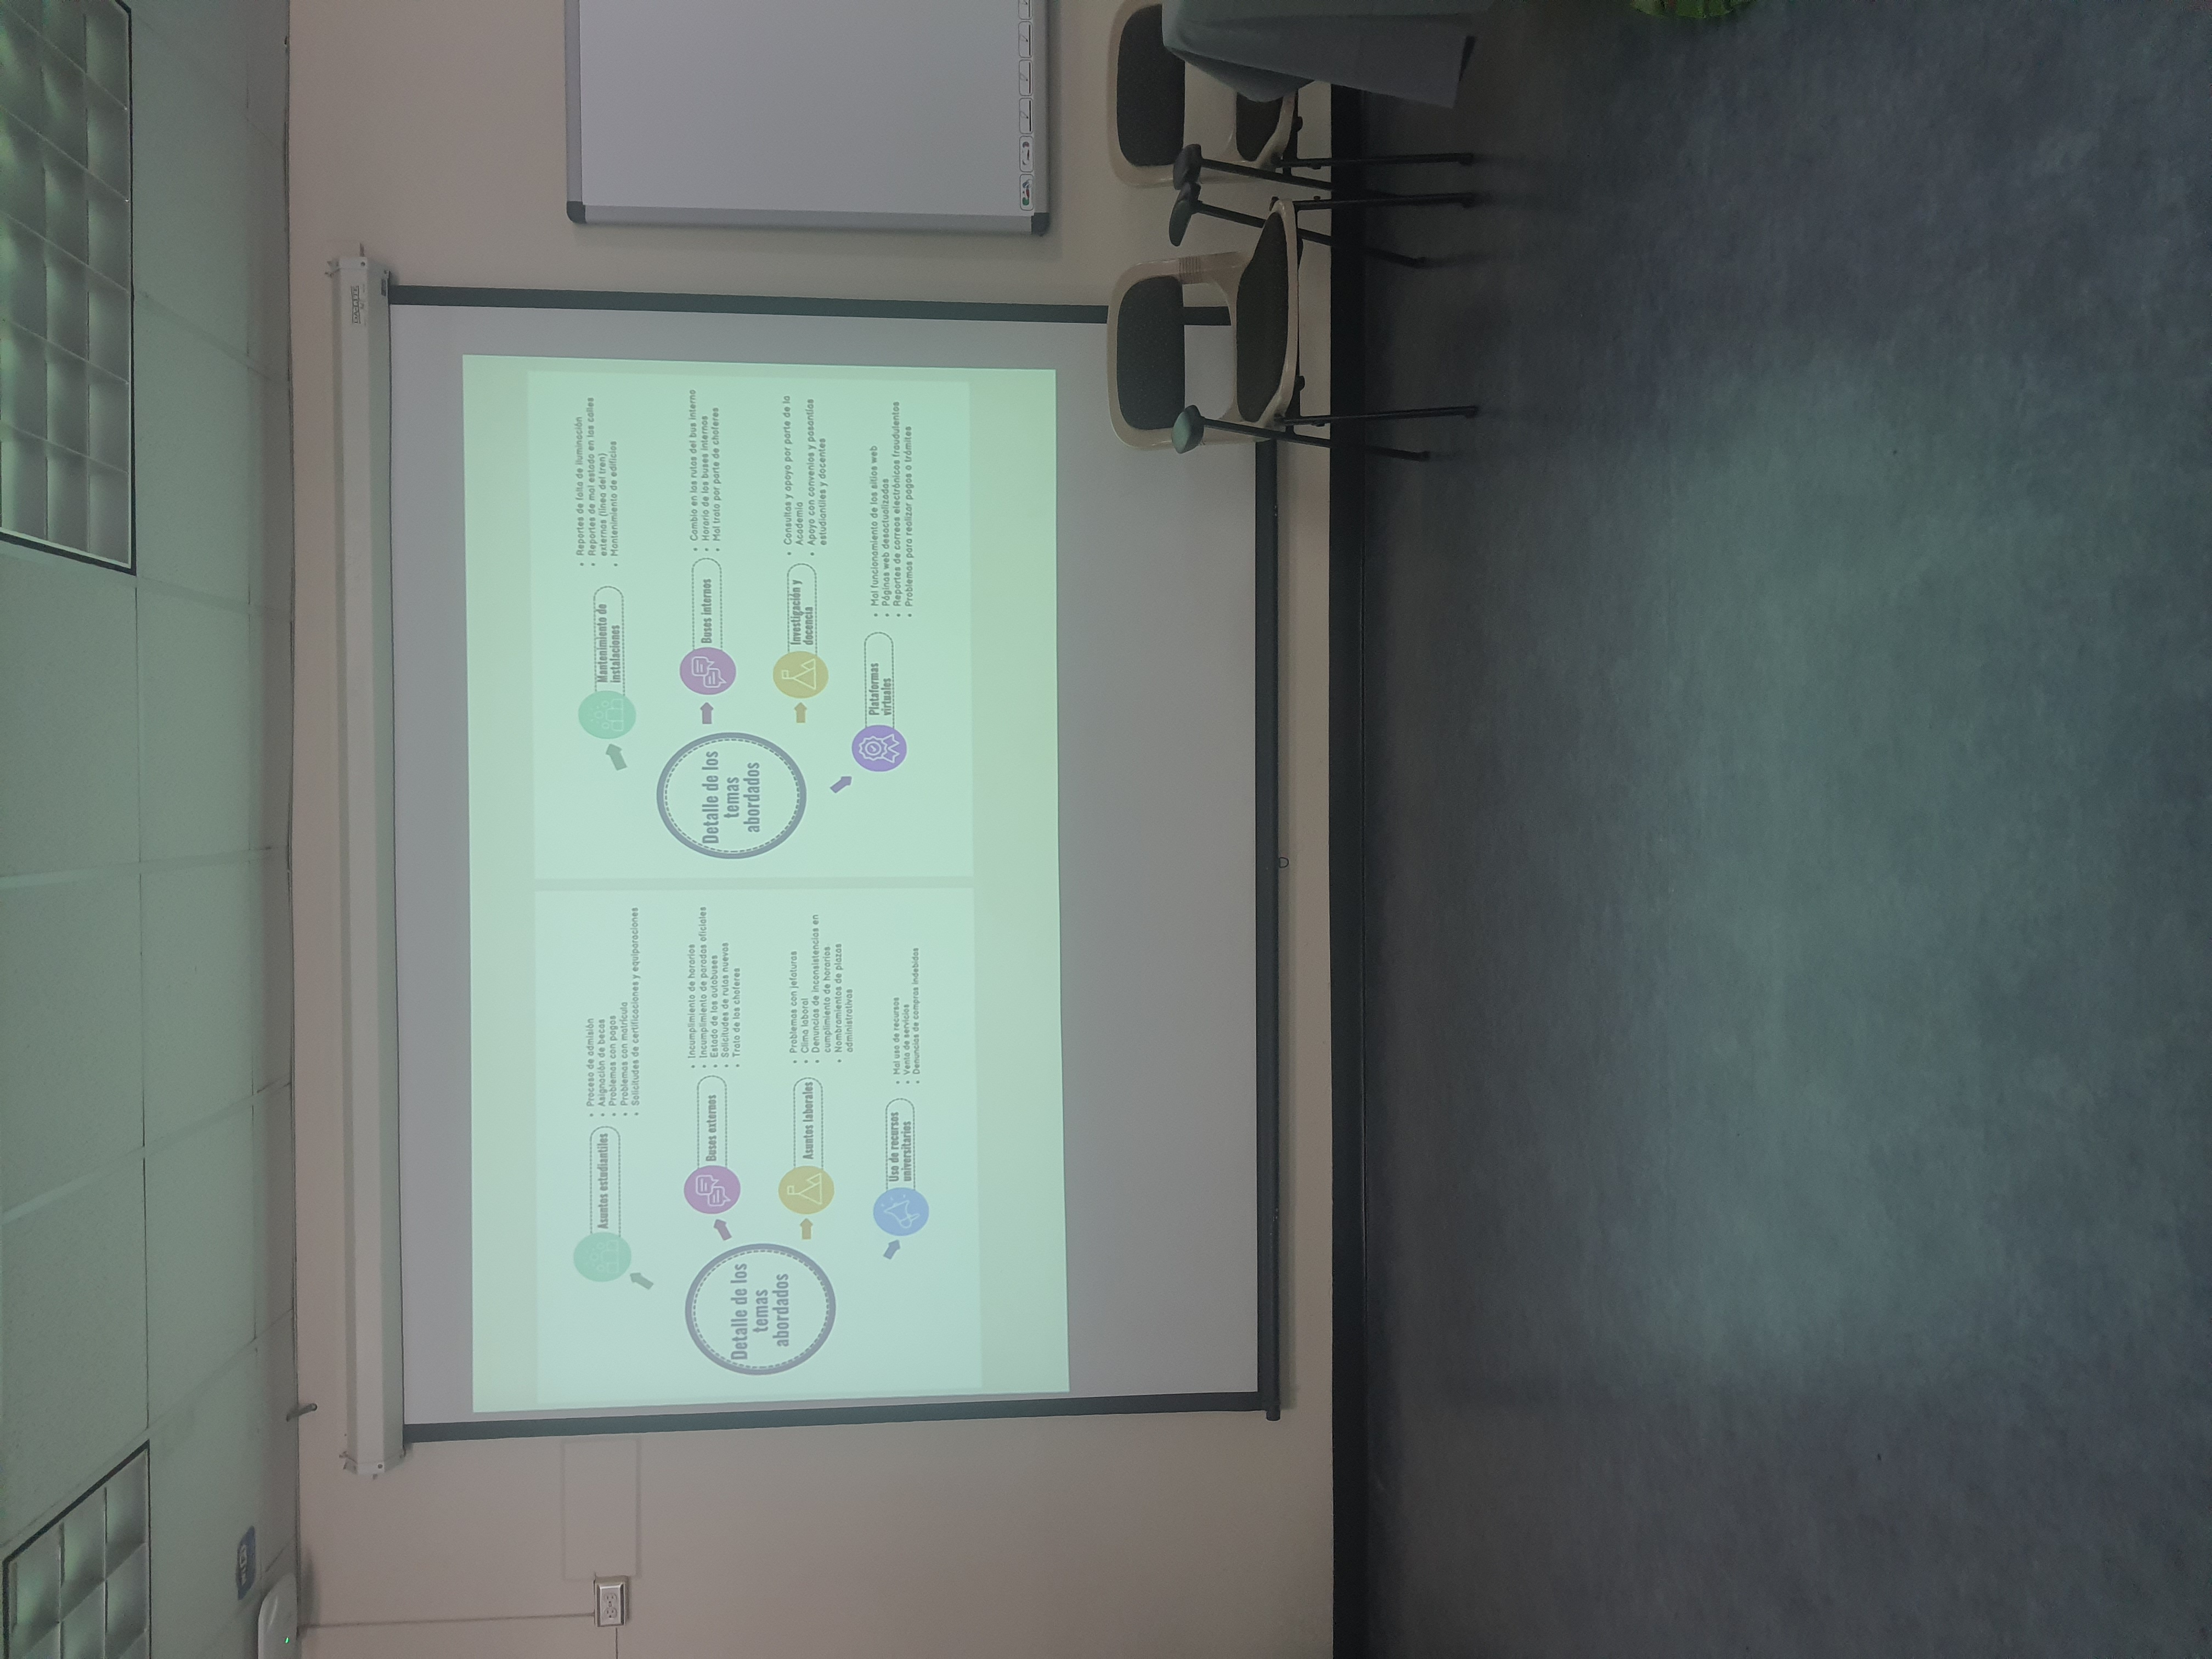 DA-LITE
Asuntos estudiantiles
Proceso de admisión
Asignación de becas
Problemas con pagos
Problemas con matrícula
Solicitudes de certificaciones y equiparaciones
Detalle de los
temas
abordados
Buses externos
Incumplimiento de horarios
Incumplimiento de paradas oficiales
Estado de los autobuses
Solicitudes de rutas nuevas
Trato de los choferes
Asuntos laborales
Problemas con jefaturas
Clima laboral
Denuncias de inconsistencias en
cumplimiento de horarios
Nombramientos de plazas
administrativas
Uso de recursos
universitarios
Mal uso de recursos
Venta de servicios
Denuncias de compras indebidas
Mantenimiento de
instalaciones
Reportes de falta de iluminación
Reportes de mal estado en las calles
externas (línea del tren)
Mantenimiento de edificios
Detalle de los
temas
abordados
Buses internos
Cambio en las rutas del bus interno
Horario de los buses internos
Mal trato por parte de choferes
Investigación y
docencia
Consultas y apoyo por parte de la
Academia
Apoyo con convenios y pasantías
estudiantiles y docentes
Plataformas
virtuales
Mal funcionamiento de los sitios web
Páginas web desactualizadas
Reportes de correos electrónicos fraudulentos
Problemas para realizar pagos o trámites